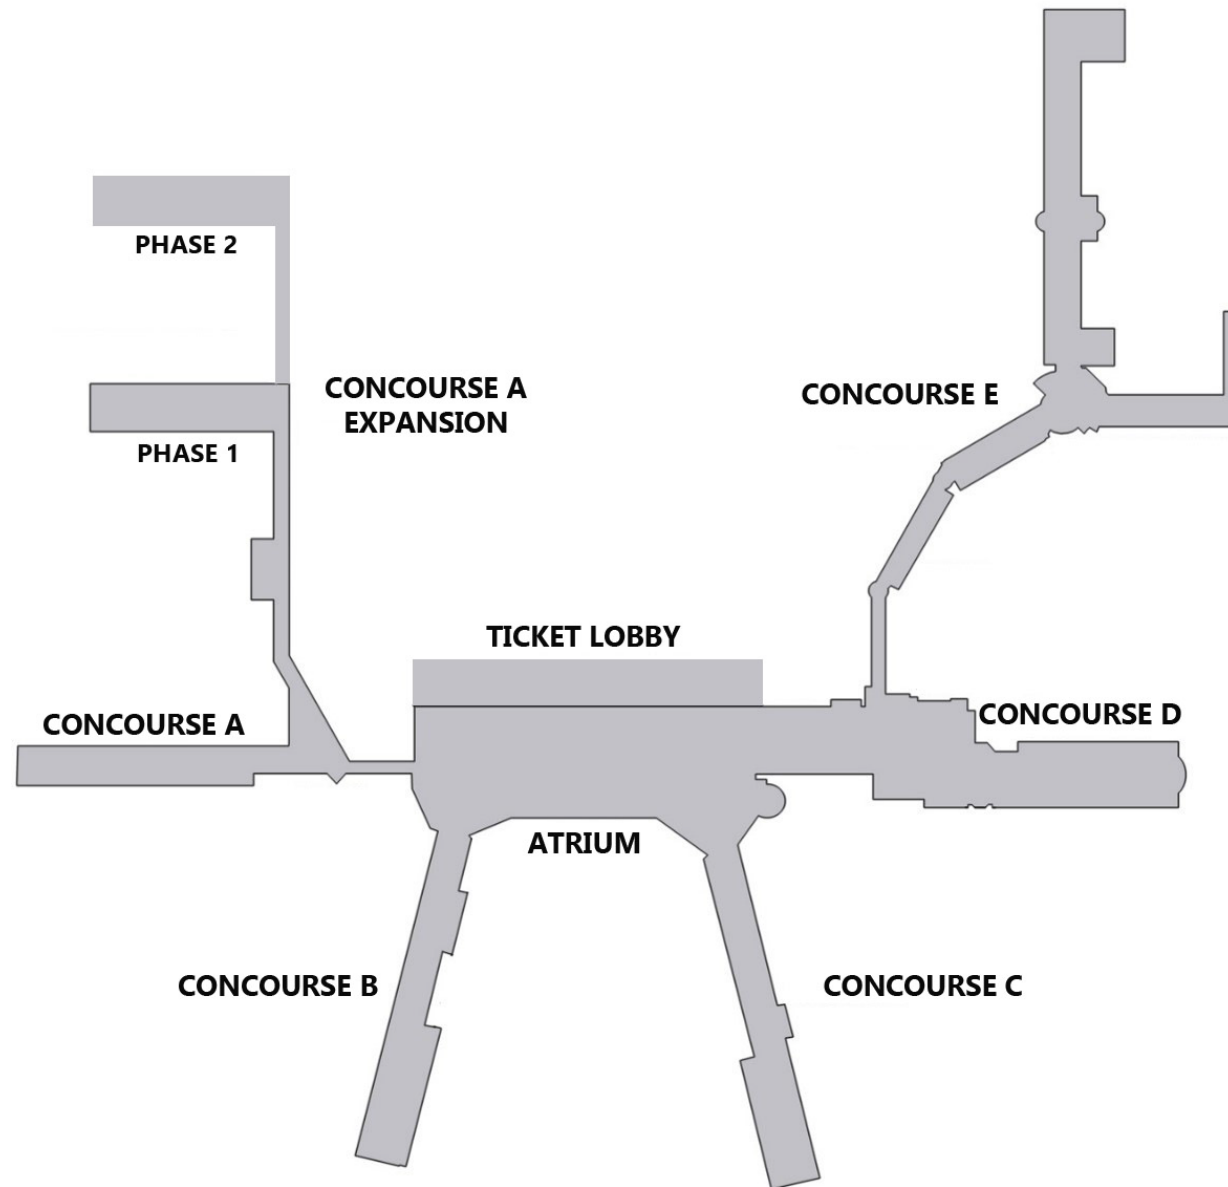 PHASE 2
CONCOURSE A
EXPANSION
CONCOURSE E
PHASE 1
TICKET LOBBY
CONCOURSE A
CONCOURSE D
ATRIUM
CONCOURSE B
CONCOURSE C